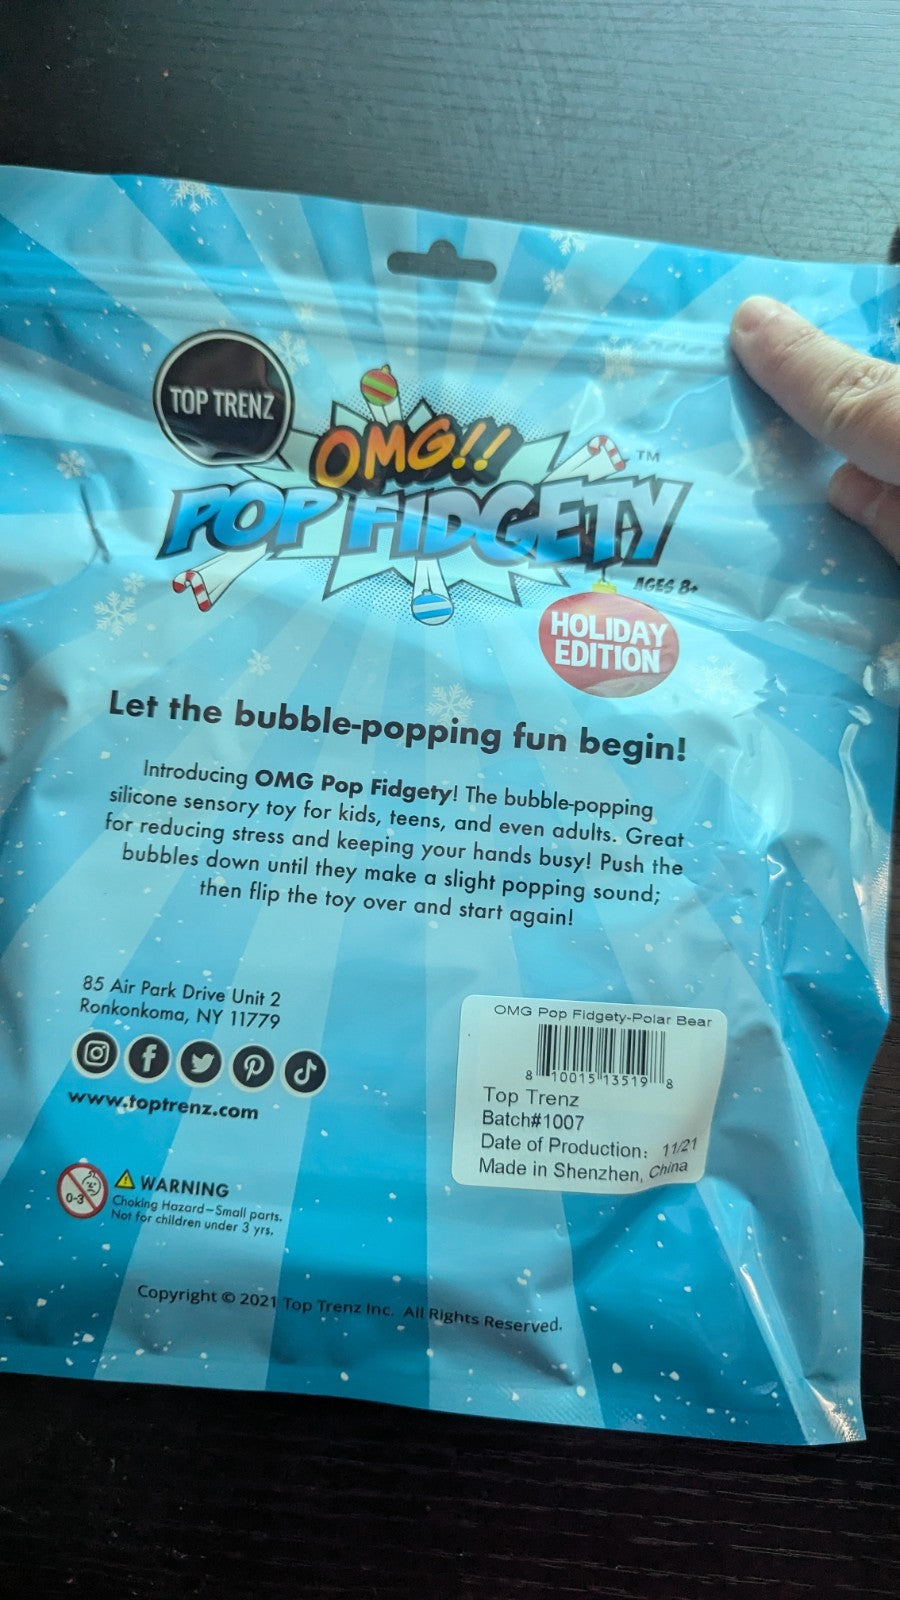 TOP TRENZ
OMG!!
POP FIDGETY
TM
AGES 8+
HOLIDAY
EDITION
Let the bubble-popping fun begin!
Introducing OMG Pop Fidgety! The bubble-popping
silicone sensory toy for kids, teens, and even adults. Great
for reducing stress and keeping your hands busy! Push the
bubbles down until they make a slight popping sound;
then flip the toy over and start again!
85 Air Park Drive Unit 2
Ronkonkoma, NY 11779
www.toptrenz.com
0-3
WARNING
Choking Hazard—Small parts.
Not for children under 3 yrs.
OMG Pop Fidgety-Polar Bear
8 10015 13519 8
Top Trenz
Batch#1007
Date of Production: 11/21
Made in Shenzhen, China
Copyright © 2021 Top Trenz Inc. All Rights Reserved.